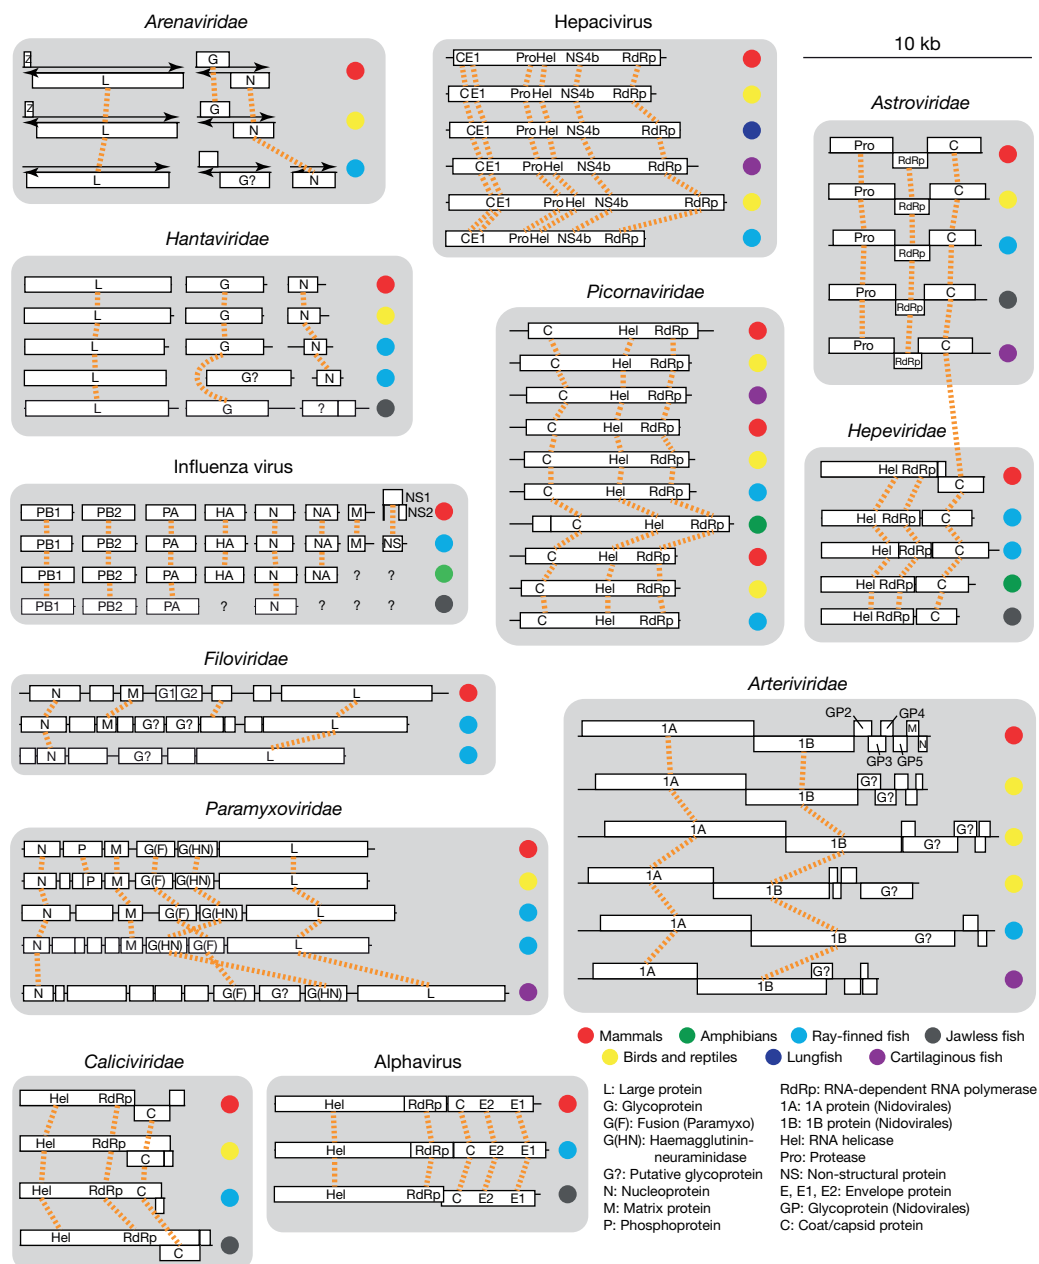 Arenaviridae
Z
L
G
N
Z
L
G
N
L
G?
N
Hantaviridae
L
G
N
L
G
N
L
G
N
L
G?
N
L
G
?
Influenza virus
NS1
PB1 PB2 PA HA N NA M NS2
PB1 PB2 PA HA N NA M NS
PB1 PB2 PA HA N NA ? ?
PB1 PB2 PA ? N ? ? ?
Filoviridae
N M G1 G2 L
N M G? G? L
N G? L
Paramyxoviridae
N P M G(F) G(HN) L
N P M G(F) G(HN) L
N M G(F) G(HN) L
N M G(HN) G(F) L
N G(F) G? G(HN) L
Caliciviridae
Hel RdRp
C
Hel RdRp
C
Hel RdRp C
Hel RdRp
C
Hepacivirus
CE1 ProHel NS4b RdRp
CE1 ProHel NS4b RdRp
CE1 ProHel NS4b RdRp
CE1 ProHel NS4b RdRp
CE1 ProHel NS4b RdRp
CE1 ProHel NS4b RdRp
Picornaviridae
C Hel RdRp
C Hel RdRp
C Hel RdRp
C Hel RdRp
C Hel RdRp
C Hel RdRp
C Hel RdRp
C Hel RdRp
C Hel RdRp
C Hel RdRp
Alphavirus
Hel RdRp C E2 E1
Hel RdRp C E2 E1
Hel RdRp C E2 E1
10 kb
Astroviridae
Pro C
RdRp
Pro C
RdRp
Pro C
RdRp
Pro C
RdRp
Pro C
RdRp
Hepeviridae
Hel RdRp
C
Hel RdRp C
Hel RdRp C
Hel RdRp C
Hel RdRp C
Arteriviridae
GP2 GP4
1A M
1B N
GP3 GP5
1A G?
1B G?
1A G?
1B G?
1A
1B G?
1A
1B G?
1A G?
1B
Mammals
Amphibians
Ray-finned fish
Jawless fish
Birds and reptiles
Lungfish
Cartilaginous fish
L: Large protein
G: Glycoprotein
G(F): Fusion (Paramyxo)
G(HN): Haemagglutinin-
neuraminidase
G?: Putative glycoprotein
N: Nucleoprotein
M: Matrix protein
P: Phosphoprotein
RdRp: RNA-dependent RNA polymerase
1A: 1A protein (Nidovirales)
1B: 1B protein (Nidovirales)
Hel: RNA helicase
Pro: Protease
NS: Non-structural protein
E, E1, E2: Envelope protein
GP: Glycoprotein (Nidovirales)
C: Coat/capsid protein